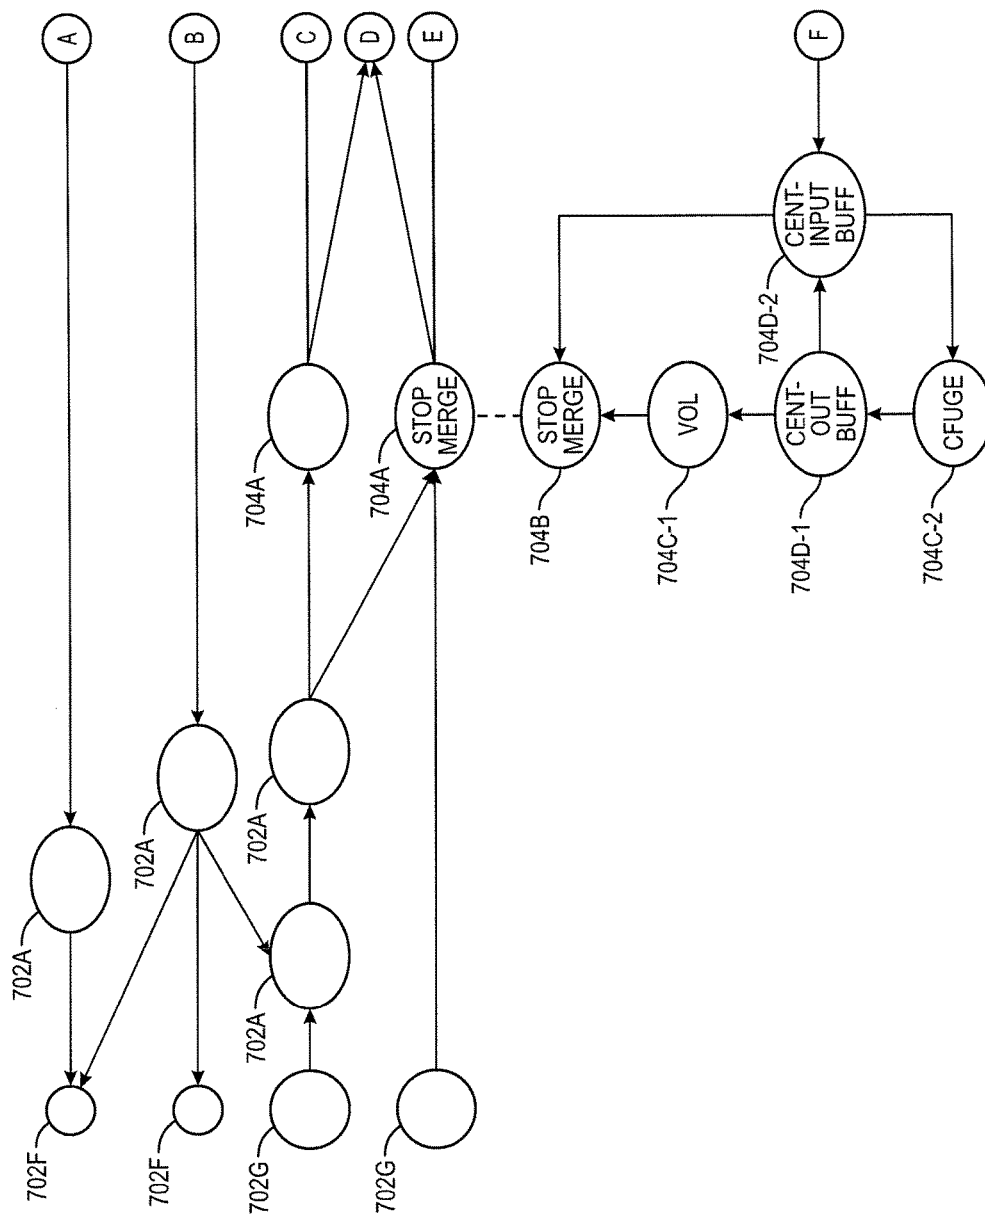 A
B
C
D
E
F
702A
702A
702A
702A
704A
704A
STOP
MERGE
702F
702F
702G
702G
STOP
MERGE
704B
VOL
704C-1
CENT-
OUT
BUFF
704D-1
CENT-
INPUT
BUFF
704D-2
CFUGE
704C-2